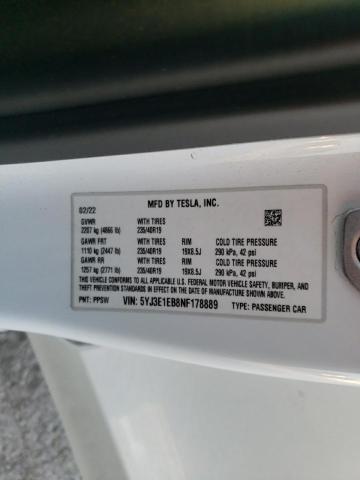 MFD BY TESLA, INC.
02/22
GVWR WITH TIRES
2207 kg (4866 lb) 235/40R19
GAWR FRT WITH TIRES RIM COLD TIRE PRESSURE
1110 kg (2447 lb) 235/40R19 19X8.5J 290 kPa, 42 psi
GAWR RR WITH TIRES RIM COLD TIRE PRESSURE
1257 kg (2771 lb) 235/40R19 19X8.5J 290 kPa, 42 psi
THIS VEHICLE CONFORMS TO ALL APPLICABLE U.S. FEDERAL MOTOR VEHICLE SAFETY, BUMPER, AND
THEFT PREVENTION STANDARDS IN EFFECT ON THE DATE OF MANUFACTURE SHOWN ABOVE.
PNT: PPSW VIN: 5YJ3E1EB8NF178889 TYPE: PASSENGER CAR